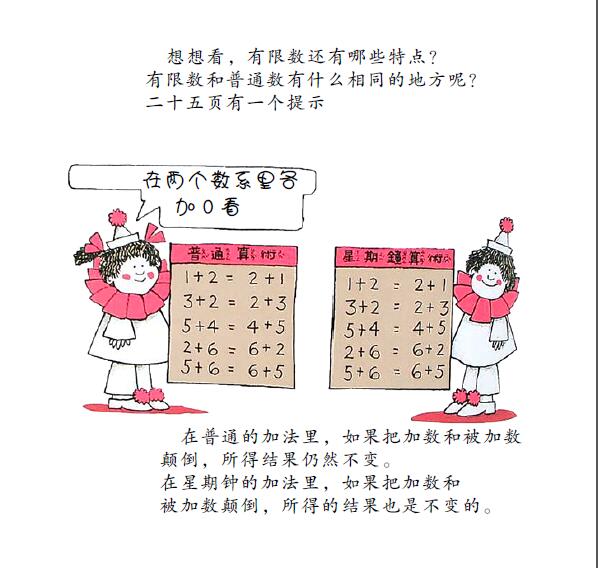 想想看，有限数还有哪些特点？
有限数和普通数有什么相同的地方呢？
二十五页有一个提示
在两个数系里各
加0看
普通算術
1+2 = 2+1
3+2 = 2+3
5+4 = 4+5
2+6 = 6+2
5+6 = 6+5
星期鐘算術
1+2 = 2+1
3+2 = 2+3
5+4 = 4+5
2+6 = 6+2
5+6 = 6+5
在普通的加法里，如果把加数和被加数
颠倒，所得结果仍然不变。
在星期钟的加法里，如果把加数和
被加数颠倒，所得的结果也是不变的。